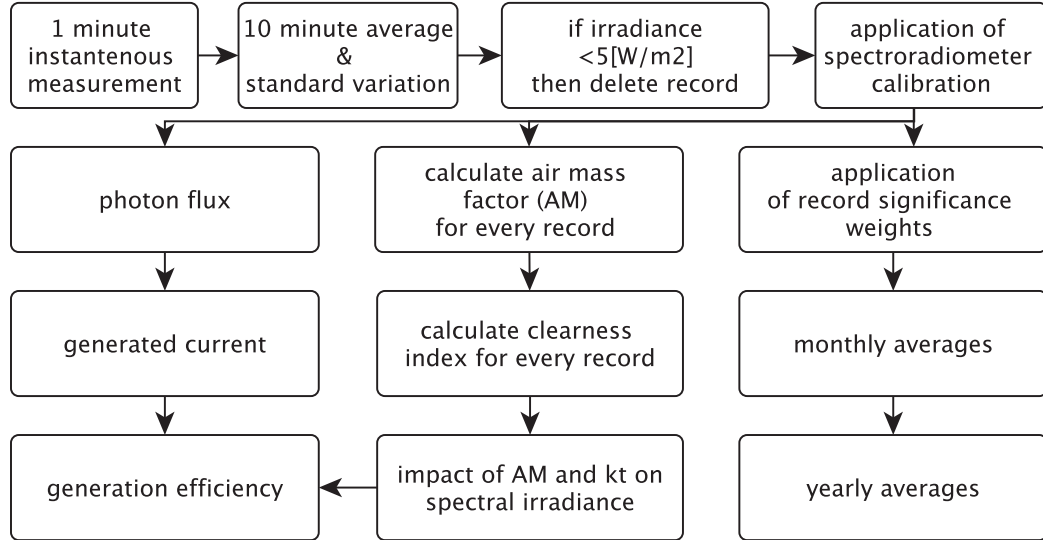 1 minute
instantenous
measurement
10 minute average
&
standard variation
if irradiance
<5[W/m2]
then delete record
application of
spectroradiometer
calibration
photon flux
calculate air mass
factor (AM)
for every record
application
of record significance
weights
generated current
calculate clearness
index for every record
monthly averages
generation efficiency
impact of AM and kt on
spectral irradiance
yearly averages